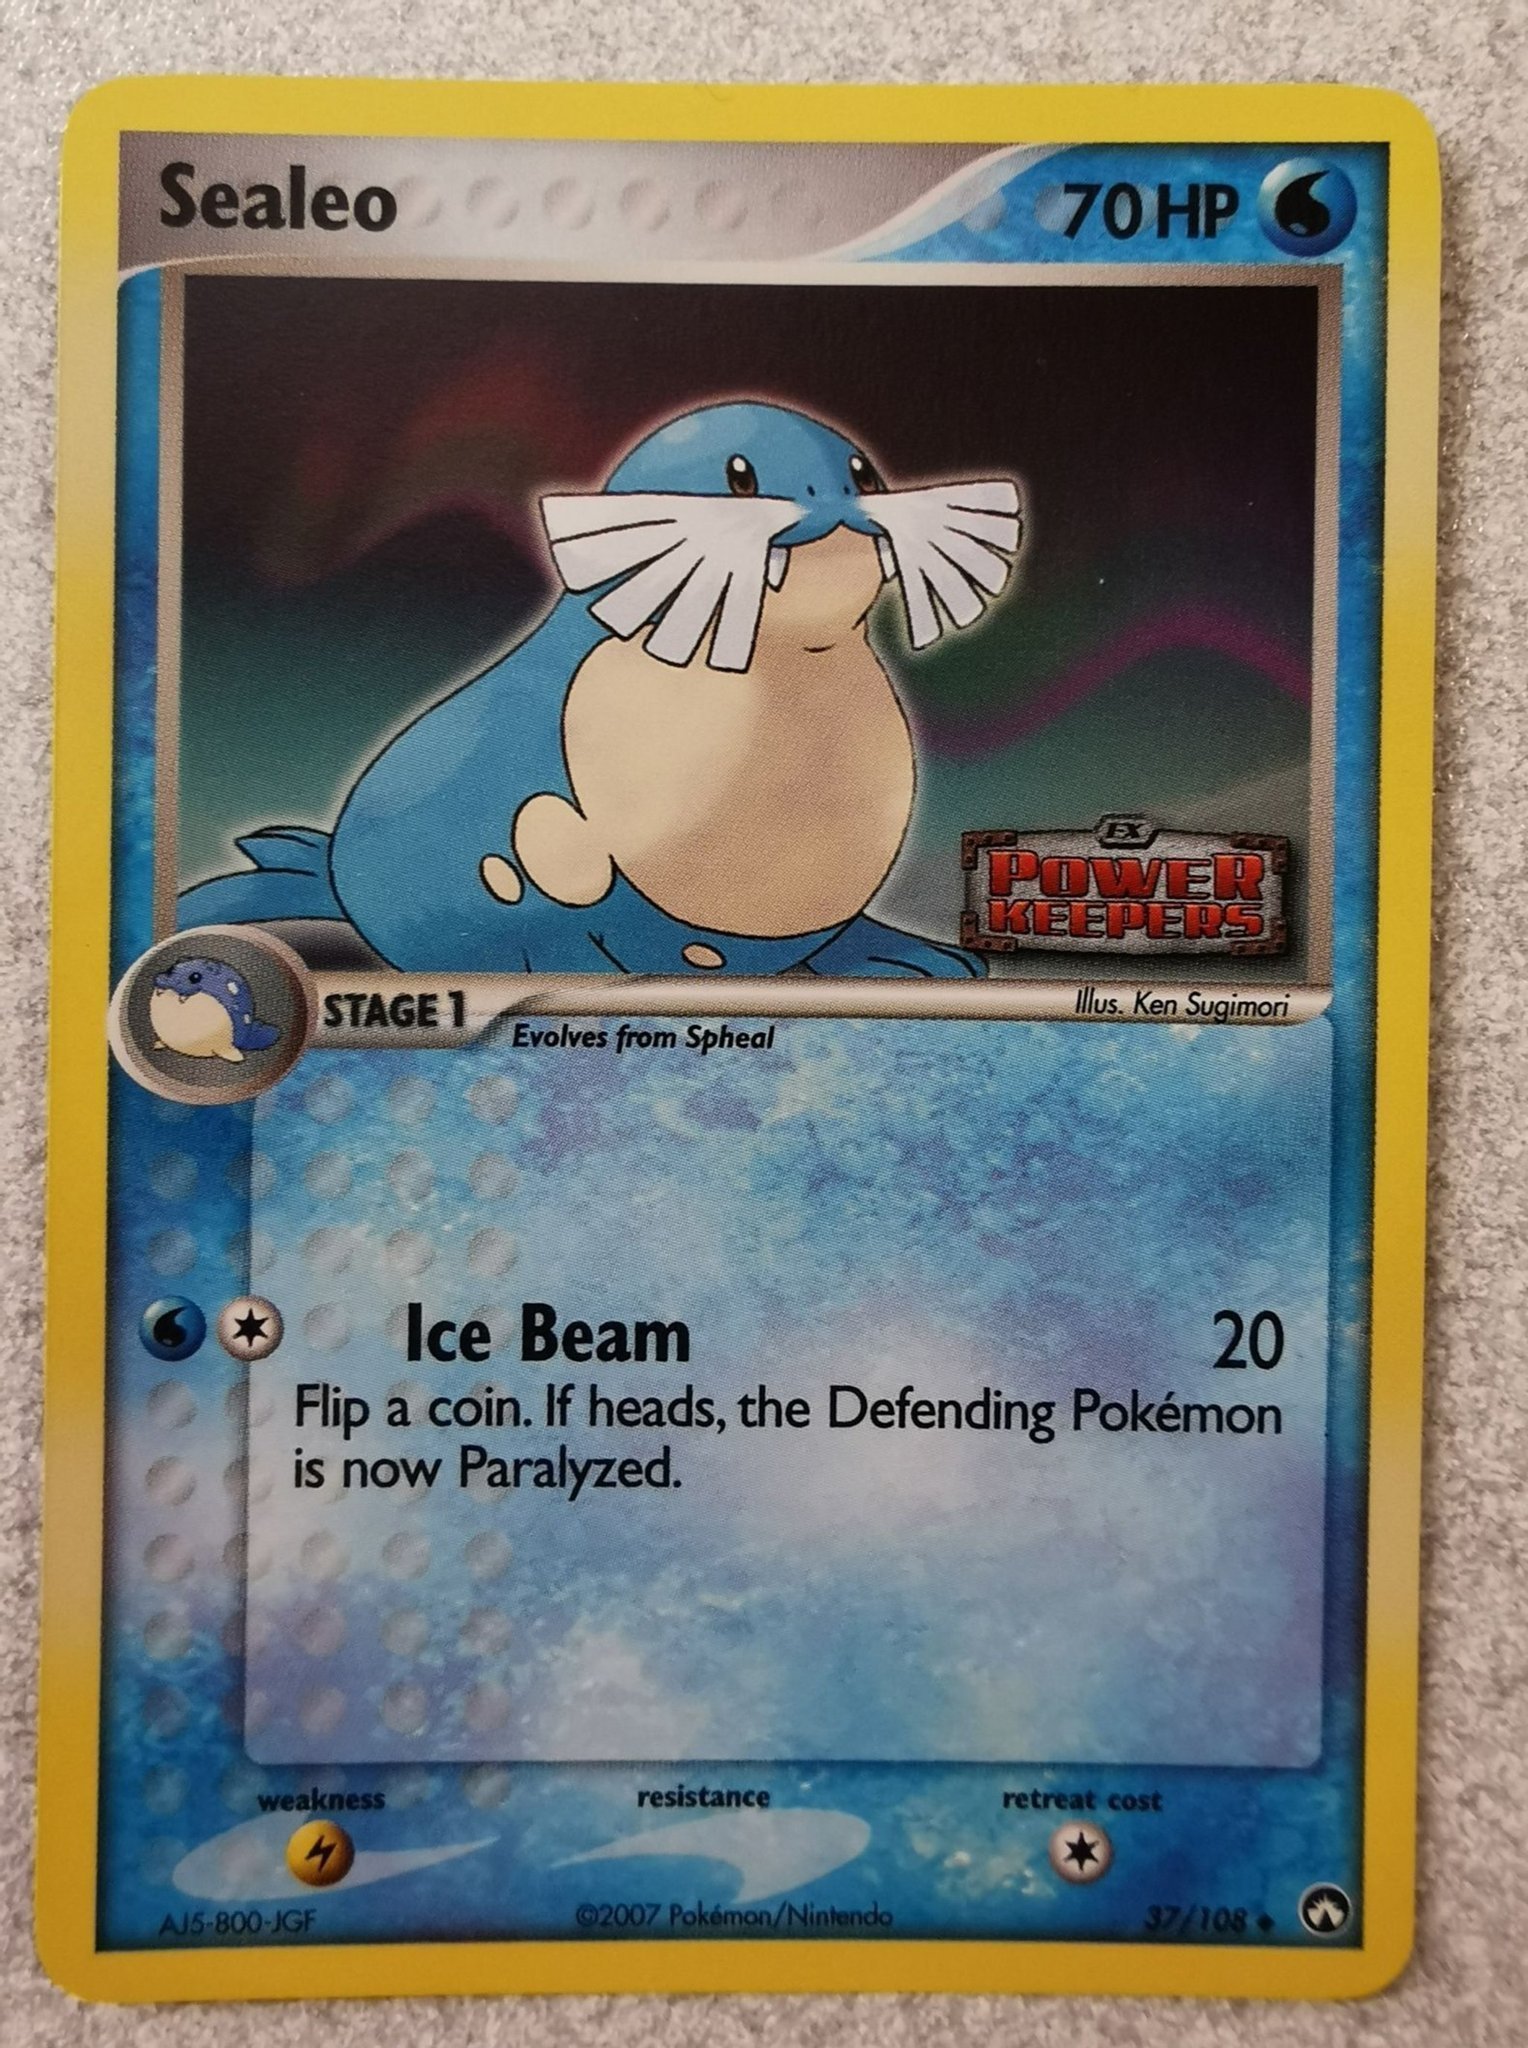 Sealeo
70 HP
EX
POWER
KEEPERS
STAGE 1
Illus. Ken Sugimori
Evolves from Spheal
Ice Beam 20
Flip a coin. If heads, the Defending Pokémon
is now Paralyzed.
weakness resistance retreat cost
AJ5-800-JGF ©2007 Pokémon/Nintendo 37/108